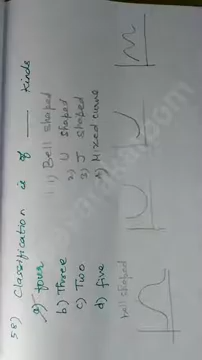 58) Classification is of ___ kinds
a) four
b) Three
c) Two
d) five
1) Bell shaped
2) U shaped
3) J shaped
4) Mixed curve
bell shaped